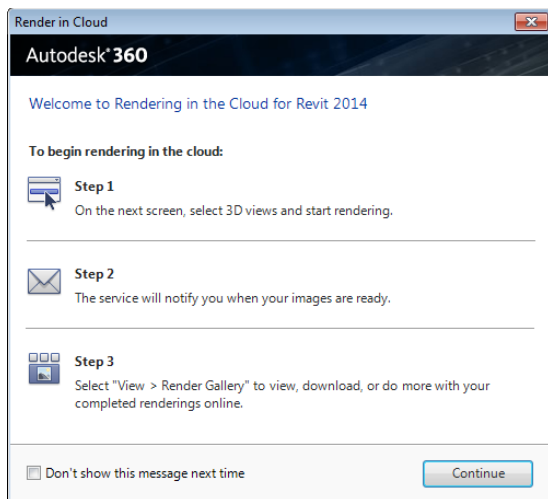 Render in Cloud
Autodesk® 360
Welcome to Rendering in the Cloud for Revit 2014
To begin rendering in the cloud:
Step 1
On the next screen, select 3D views and start rendering.
Step 2
The service will notify you when your images are ready.
Step 3
Select "View > Render Gallery" to view, download, or do more with your
completed renderings online.
Don't show this message next time
Continue